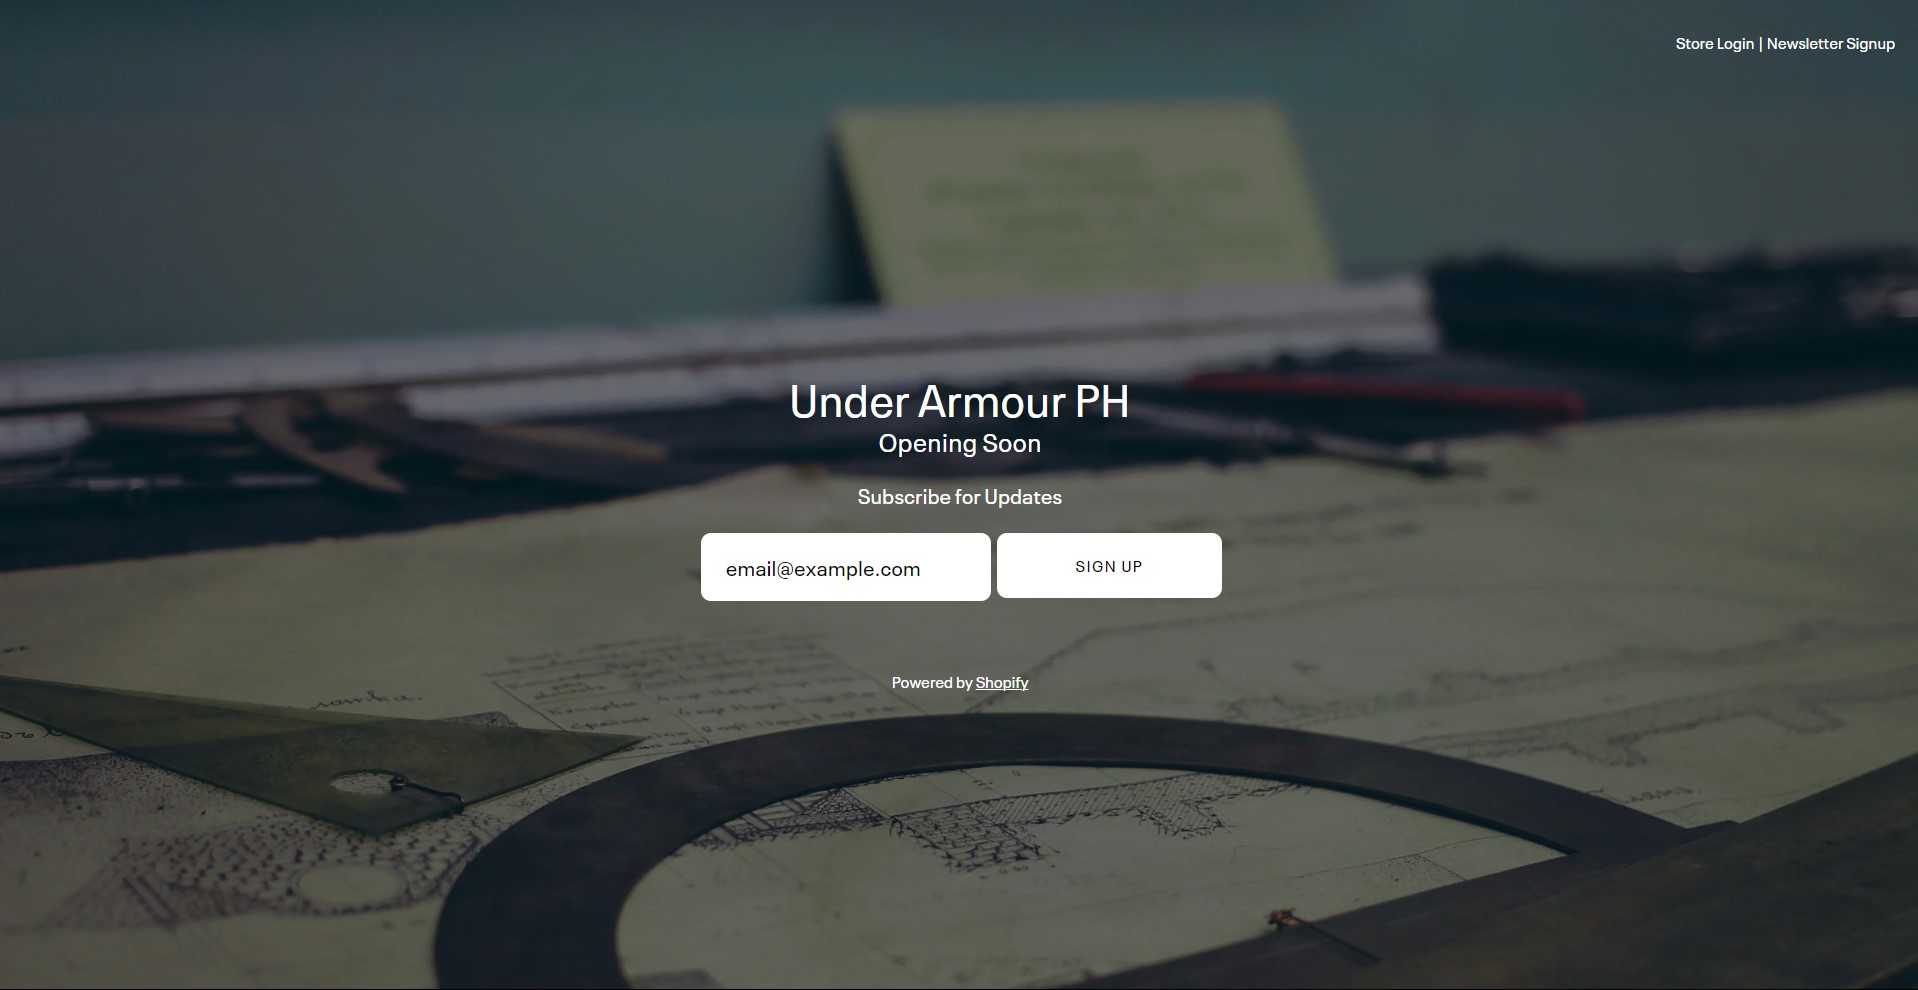 Store Login | Newsletter Signup
Under Armour PH
Opening Soon
Subscribe for Updates
email@example.com
SIGN UP
Powered by Shopify